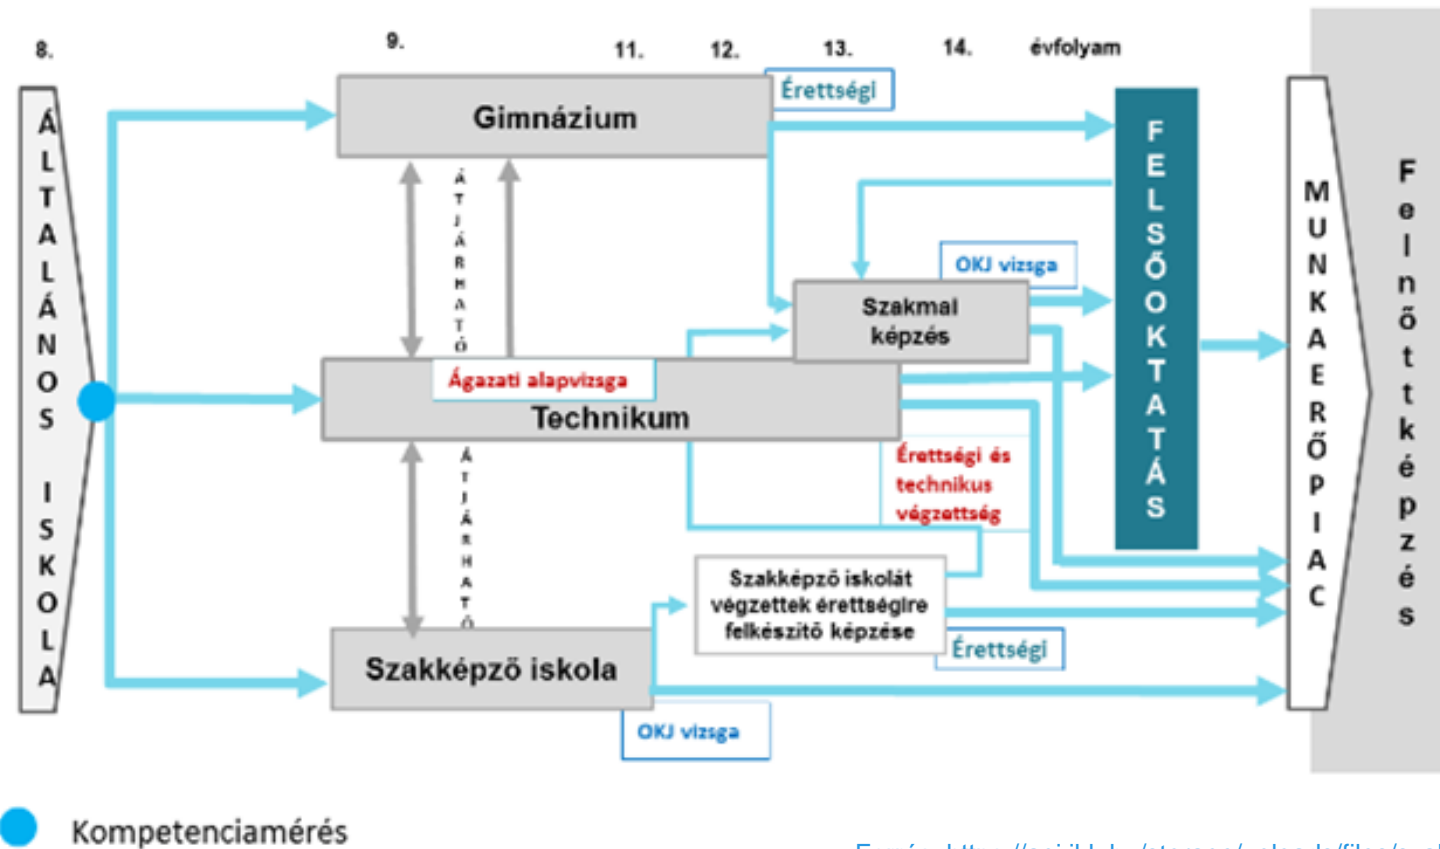 8.
9.
11.
12.
13.
14.
évfolyam
ÁLTALÁNOS ISKOLA
Gimnázium
Érettségi
ÁTJÁRHATÓ
FELSŐOKTATÁS
MUNKAERŐPIAC
Felnőttképzés
OKJ vizsga
Szakmai
képzés
Ágazati alapvizsga
Technikum
ÁTJÁRHATÓ
Érettségi és
technikus
végzettség
Szakképző iskolát
végzettek érettségire
felkészítő képzése
Érettségi
Szakképző iskola
OKJ vizsga
Kompetenciamérés